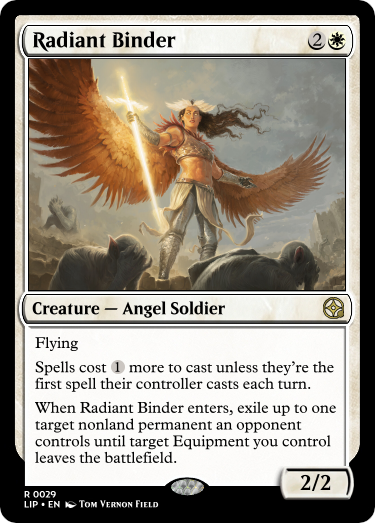 Radiant Binder 2
Creature — Angel Soldier
Flying
Spells cost 1 more to cast unless they're the
first spell their controller casts each turn.
When Radiant Binder enters, exile up to one
target nonland permanent an opponent
controls until target Equipment you control
leaves the battlefield.
2/2
R 0029
LIP • EN Tom Vernon Field